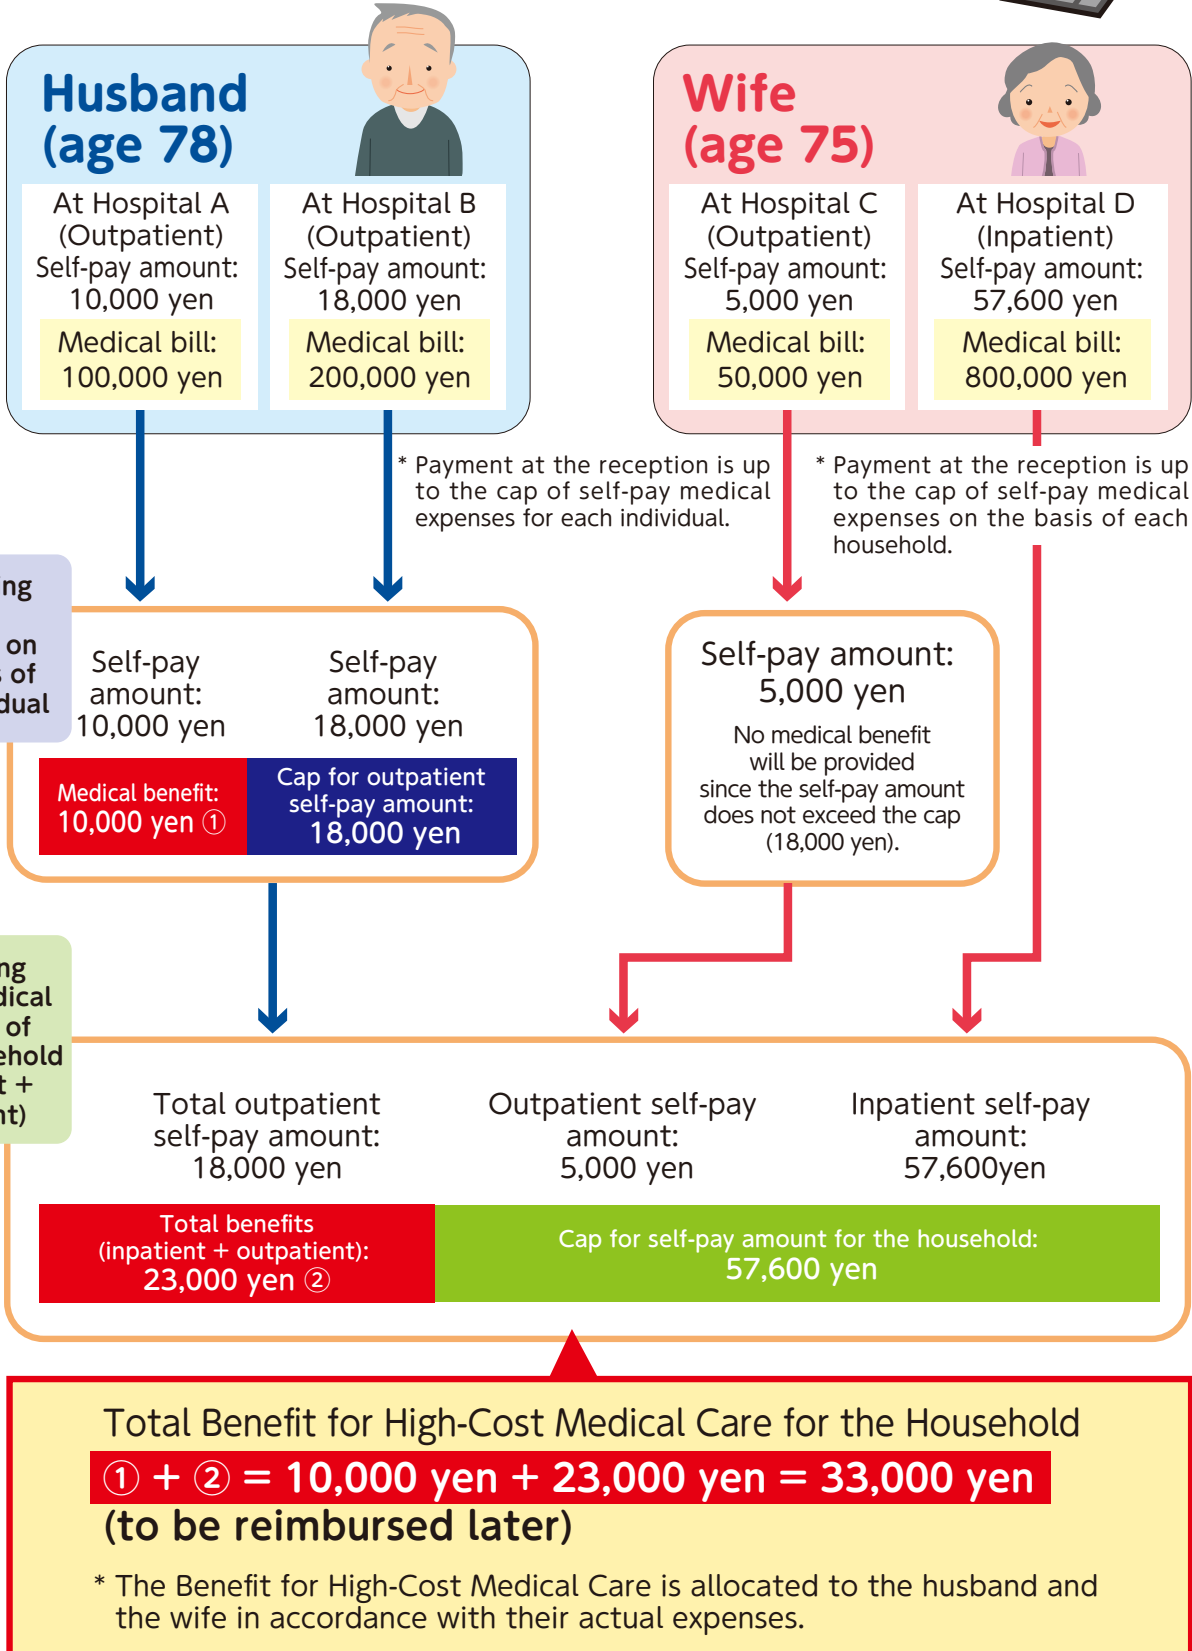 Husband
(age 78)
At Hospital A
(Outpatient)
Self-pay amount:
10,000 yen
Medical bill:
100,000 yen
At Hospital B
(Outpatient)
Self-pay amount:
18,000 yen
Medical bill:
200,000 yen
Wife
(age 75)
At Hospital C
(Outpatient)
Self-pay amount:
5,000 yen
Medical bill:
50,000 yen
At Hospital D
(Inpatient)
Self-pay amount:
57,600 yen
Medical bill:
800,000 yen
* Payment at the reception is up
to the cap of self-pay medical
expenses for each individual.
* Payment at the reception is up
to the cap of self-pay medical
expenses on the basis of each
household.
on
of
Self-pay
amount:
10,000 yen
Self-pay
amount:
18,000 yen
Medical benefit:
10,000 yen ①
Cap for outpatient
self-pay amount:
18,000 yen
Self-pay amount:
5,000 yen
No medical benefit
will be provided
since the self-pay amount
does not exceed the cap
(18,000 yen).
of
+
Total outpatient
self-pay amount:
18,000 yen
Outpatient self-pay
amount:
5,000 yen
Inpatient self-pay
amount:
57,600yen
Total benefits
(inpatient + outpatient):
23,000 yen ②
Cap for self-pay amount for the household:
57,600 yen
Total Benefit for High-Cost Medical Care for the Household
① + ② = 10,000 yen + 23,000 yen = 33,000 yen
(to be reimbursed later)
* The Benefit for High-Cost Medical Care is allocated to the husband and
the wife in accordance with their actual expenses.